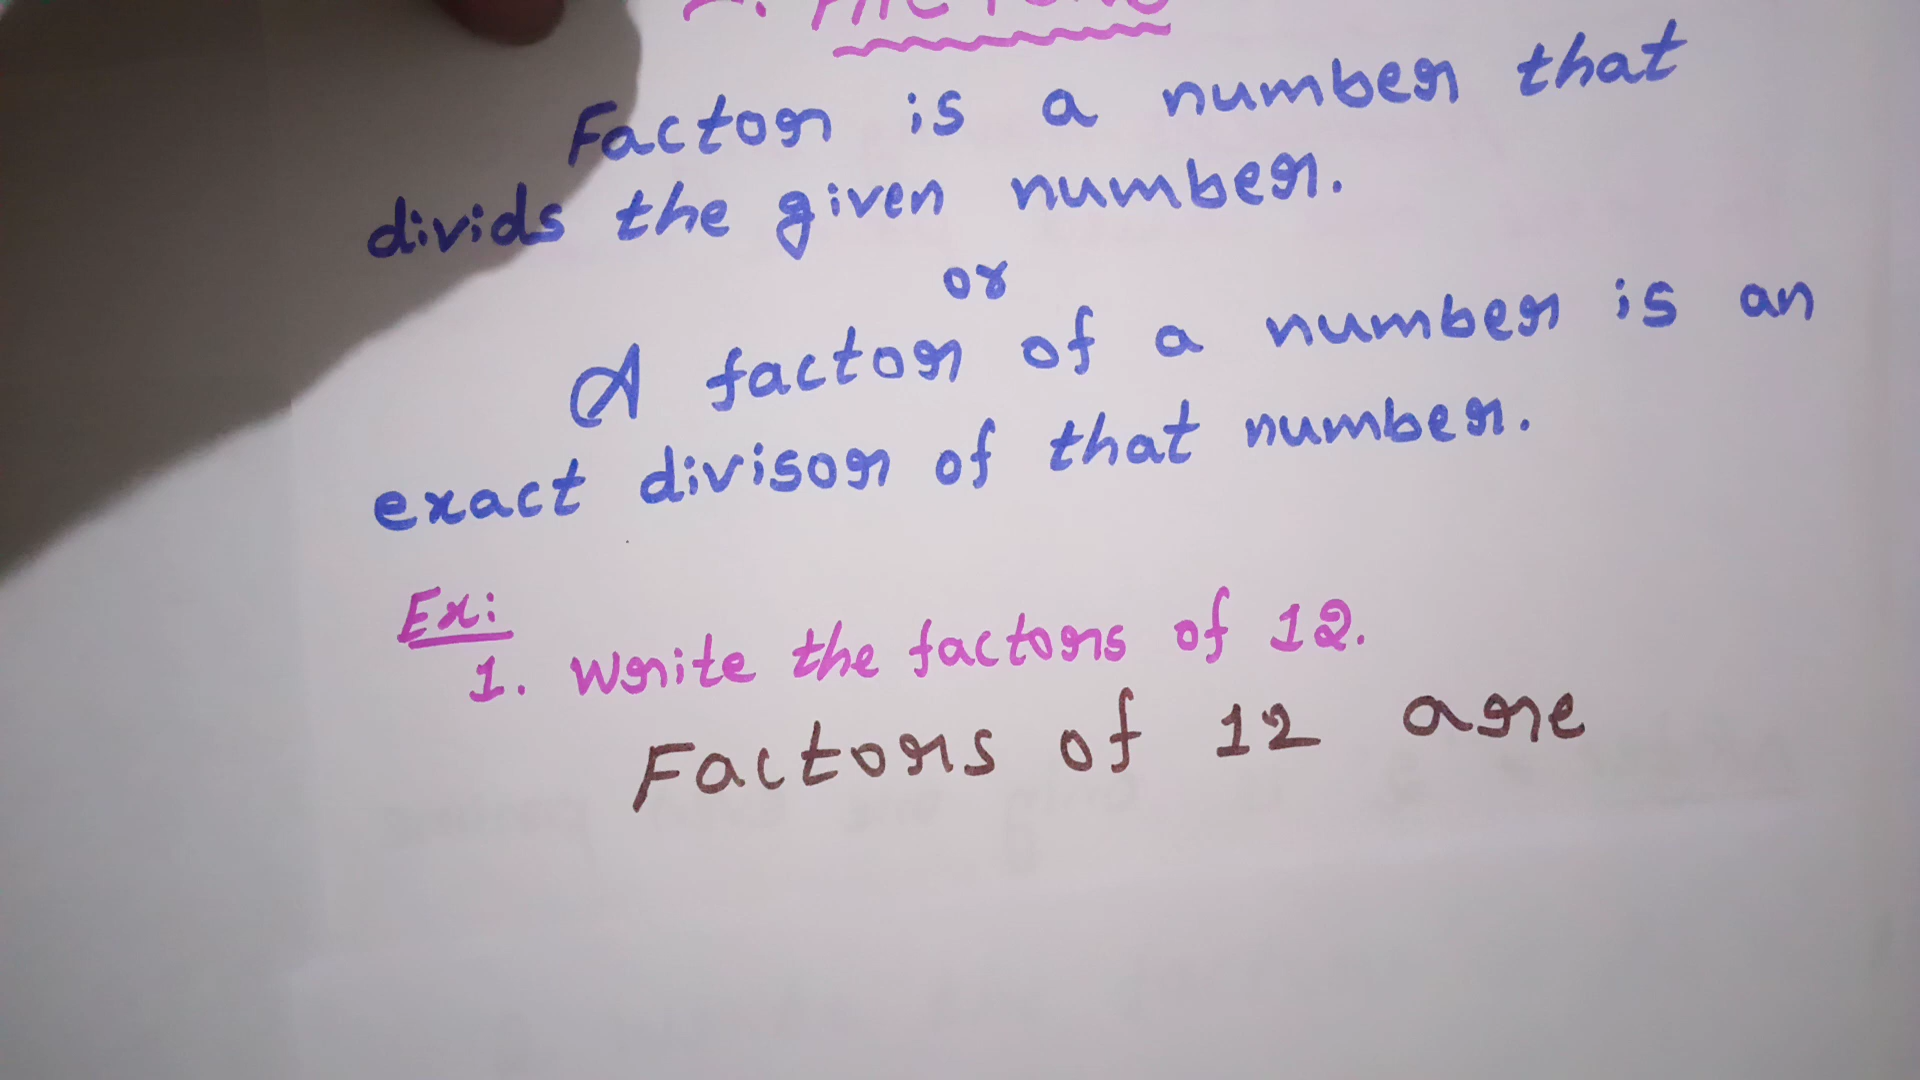 Factor is a number that
divids the given number.
or
A factor of a number is an
exact divisor of that number.
Ex:
1. Write the factors of 12.
Factors of 12 are